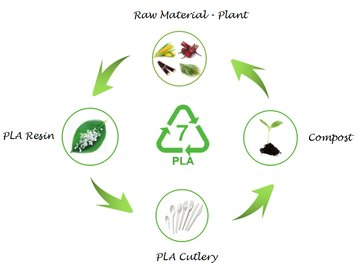 Raw Material - Plant
PLA Resin
7
PLA
Compost
PLA Cutlery